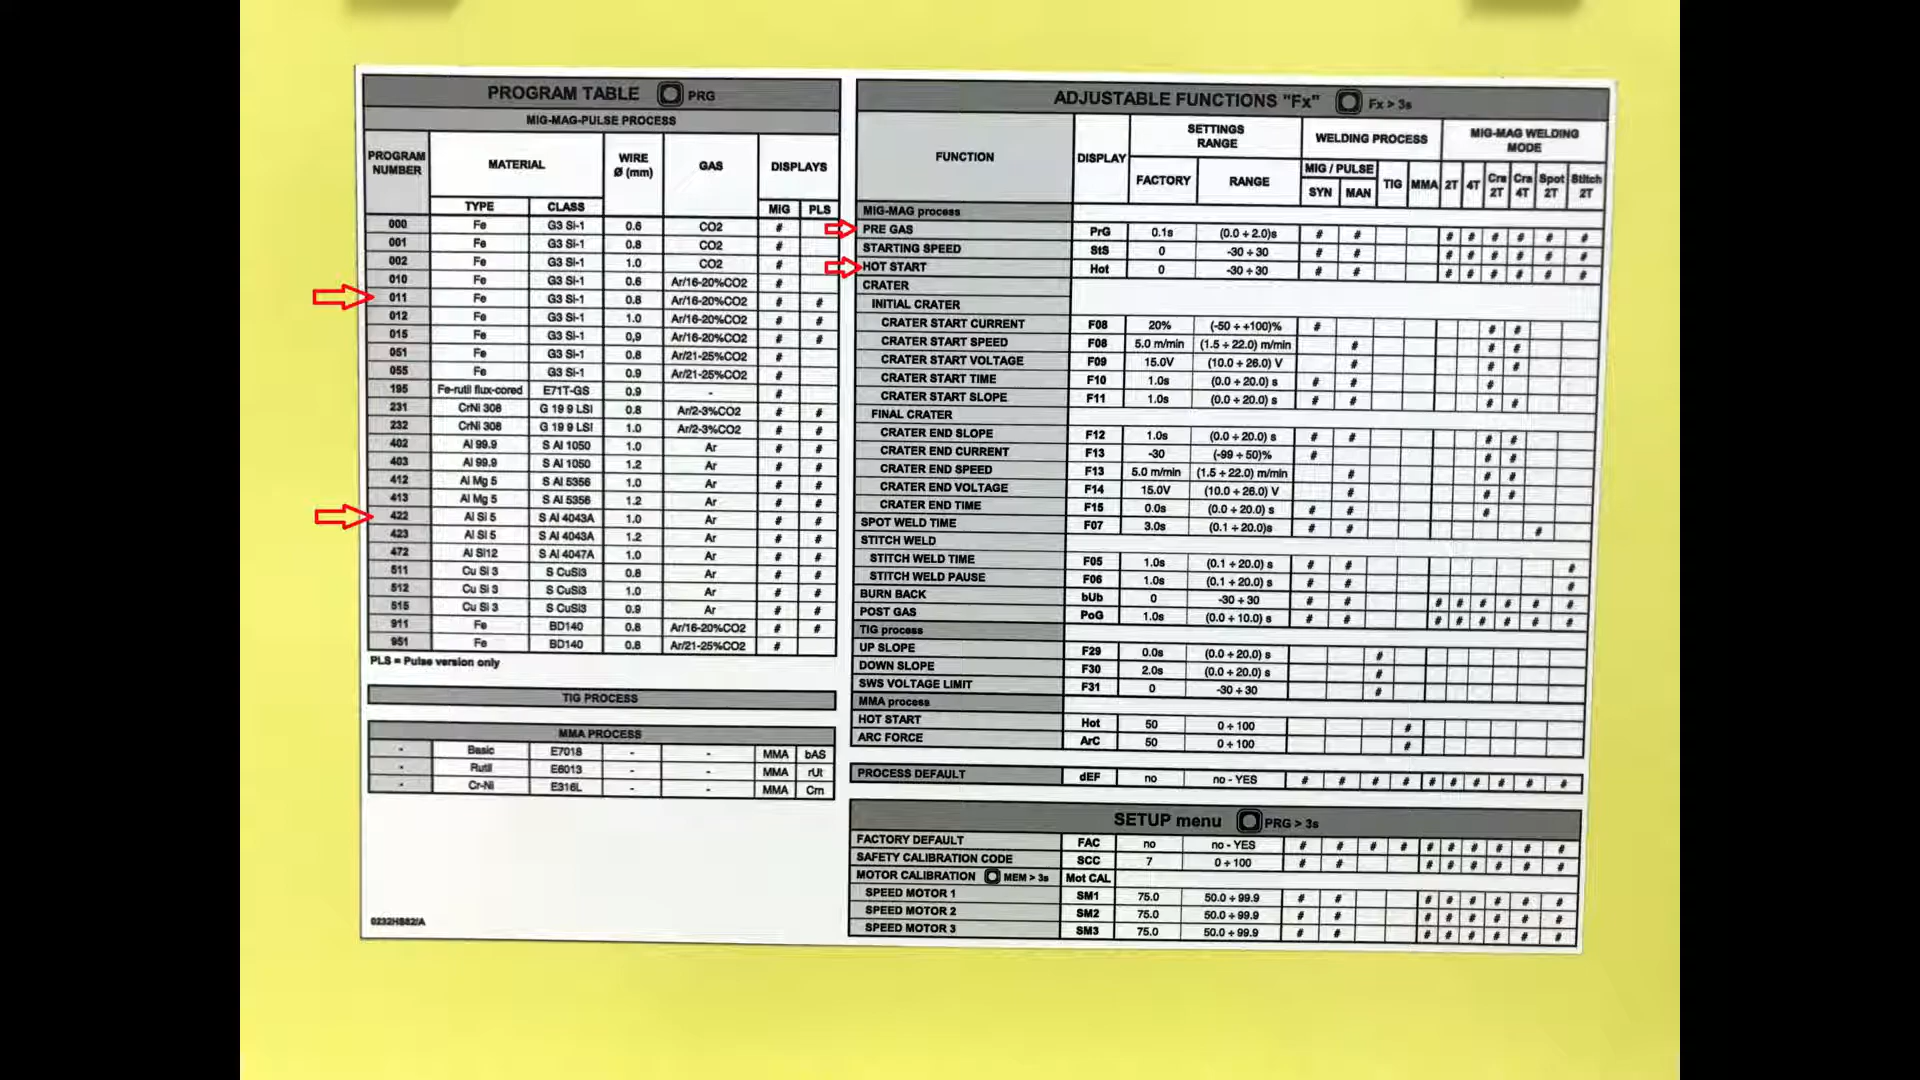 PROGRAM TABLE PRG
MIG-MAG-PULSE PROCESS
PROGRAM NUMBER MATERIAL WIRE Ø (mm) GAS DISPLAYS
TYPE CLASS MIG PLS
000 Fe G3 Si-1 0.6 CO2 #
001 Fe G3 Si-1 0.8 CO2 #
002 Fe G3 Si-1 1.0 CO2 #
010 Fe G3 Si-1 0.6 Ar/16-20%CO2 #
011 Fe G3 Si-1 0.8 Ar/16-20%CO2 # #
012 Fe G3 Si-1 1.0 Ar/16-20%CO2 # #
015 Fe G3 Si-1 0,9 Ar/16-20%CO2 # #
051 Fe G3 Si-1 0.8 Ar/21-25%CO2 #
055 Fe G3 Si-1 0.9 Ar/21-25%CO2 #
195 Fe-rutil flux-cored E71T-GS 0.9 - #
231 CrNi 308 G 19 9 LSI 0.8 Ar/2-3%CO2 # #
232 CrNi 308 G 19 9 LSI 1.0 Ar/2-3%CO2 # #
402 Al 99.9 S Al 1050 1.0 Ar # #
403 Al 99.9 S Al 1050 1.2 Ar # #
412 Al Mg 5 S Al 5356 1.0 Ar # #
413 Al Mg 5 S Al 5356 1.2 Ar # #
422 Al Si 5 S Al 4043A 1.0 Ar # #
423 Al Si 5 S Al 4043A 1.2 Ar # #
472 Al Si12 S Al 4047A 1.0 Ar # #
511 Cu Si 3 S CuSi3 0.8 Ar # #
512 Cu Si 3 S CuSi3 1.0 Ar # #
515 Cu Si 3 S CuSi3 0.9 Ar # #
911 Fe BD140 0.8 Ar/16-20%CO2 # #
951 Fe BD140 0.8 Ar/21-25%CO2 #
PLS = Pulse version only
TIG PROCESS
MMA PROCESS
- Basic E7018 - - MMA bAS
- Rutil E6013 - - MMA rUt
- Cr-Ni E316L - - MMA Crn
0232HS82/A
ADJUSTABLE FUNCTIONS "Fx" Fx > 3s
FUNCTION DISPLAY SETTINGS RANGE WELDING PROCESS MIG-MAG WELDING MODE
FACTORY RANGE MIG / PULSE TIG MMA 2T 4T Cra 2T Cra 4T Spot 2T Stitch 2T
SYN MAN
MIG-MAG process
PRE GAS PrG 0.1s (0.0 ÷ 2.0)s # # # # # # # #
STARTING SPEED StS 0 -30 ÷ 30 # # # # # # # #
HOT START Hot 0 -30 ÷ 30 # # # # # # # #
CRATER
INITIAL CRATER
CRATER START CURRENT F08 20% (-50 ÷ +100)% # # #
CRATER START SPEED F08 5.0 m/min (1.5 ÷ 22.0) m/min # # #
CRATER START VOLTAGE F09 15.0V (10.0 ÷ 26.0) V # # #
CRATER START TIME F10 1.0s (0.0 ÷ 20.0) s # # #
CRATER START SLOPE F11 1.0s (0.0 ÷ 20.0) s # # # #
FINAL CRATER
CRATER END SLOPE F12 1.0s (0.0 ÷ 20.0) s # # # #
CRATER END CURRENT F13 -30 (-99 ÷ 50)% # # #
CRATER END SPEED F13 5.0 m/min (1.5 ÷ 22.0) m/min # # #
CRATER END VOLTAGE F14 15.0V (10.0 ÷ 26.0) V # # #
CRATER END TIME F15 0.0s (0.0 ÷ 20.0) s # # #
SPOT WELD TIME F07 3.0s (0.1 ÷ 20.0)s # # #
STITCH WELD
STITCH WELD TIME F05 1.0s (0.1 ÷ 20.0) s # # #
STITCH WELD PAUSE F06 1.0s (0.1 ÷ 20.0) s # # #
BURN BACK bUb 0 -30 ÷ 30 # # # # # # # #
POST GAS PoG 1.0s (0.0 ÷ 10.0) s # # # # # # # #
TIG process
UP SLOPE F29 0.0s (0.0 ÷ 20.0) s #
DOWN SLOPE F30 2.0s (0.0 ÷ 20.0) s #
SWS VOLTAGE LIMIT F31 0 -30 ÷ 30 #
MMA process
HOT START Hot 50 0 ÷ 100 #
ARC FORCE ArC 50 0 ÷ 100 #
PROCESS DEFAULT dEF no no - YES # # # # # # # # # #
SETUP menu PRG > 3s
FACTORY DEFAULT FAC no no - YES # # # # # # # # # #
SAFETY CALIBRATION CODE SCC 7 0 ÷ 100 # # # # # # # #
MOTOR CALIBRATION MEM > 3s Mot CAL
SPEED MOTOR 1 SM1 75.0 50.0 ÷ 99.9 # # # # # # # #
SPEED MOTOR 2 SM2 75.0 50.0 ÷ 99.9 # # # # # # # #
SPEED MOTOR 3 SM3 75.0 50.0 ÷ 99.9 # # # # # # # #